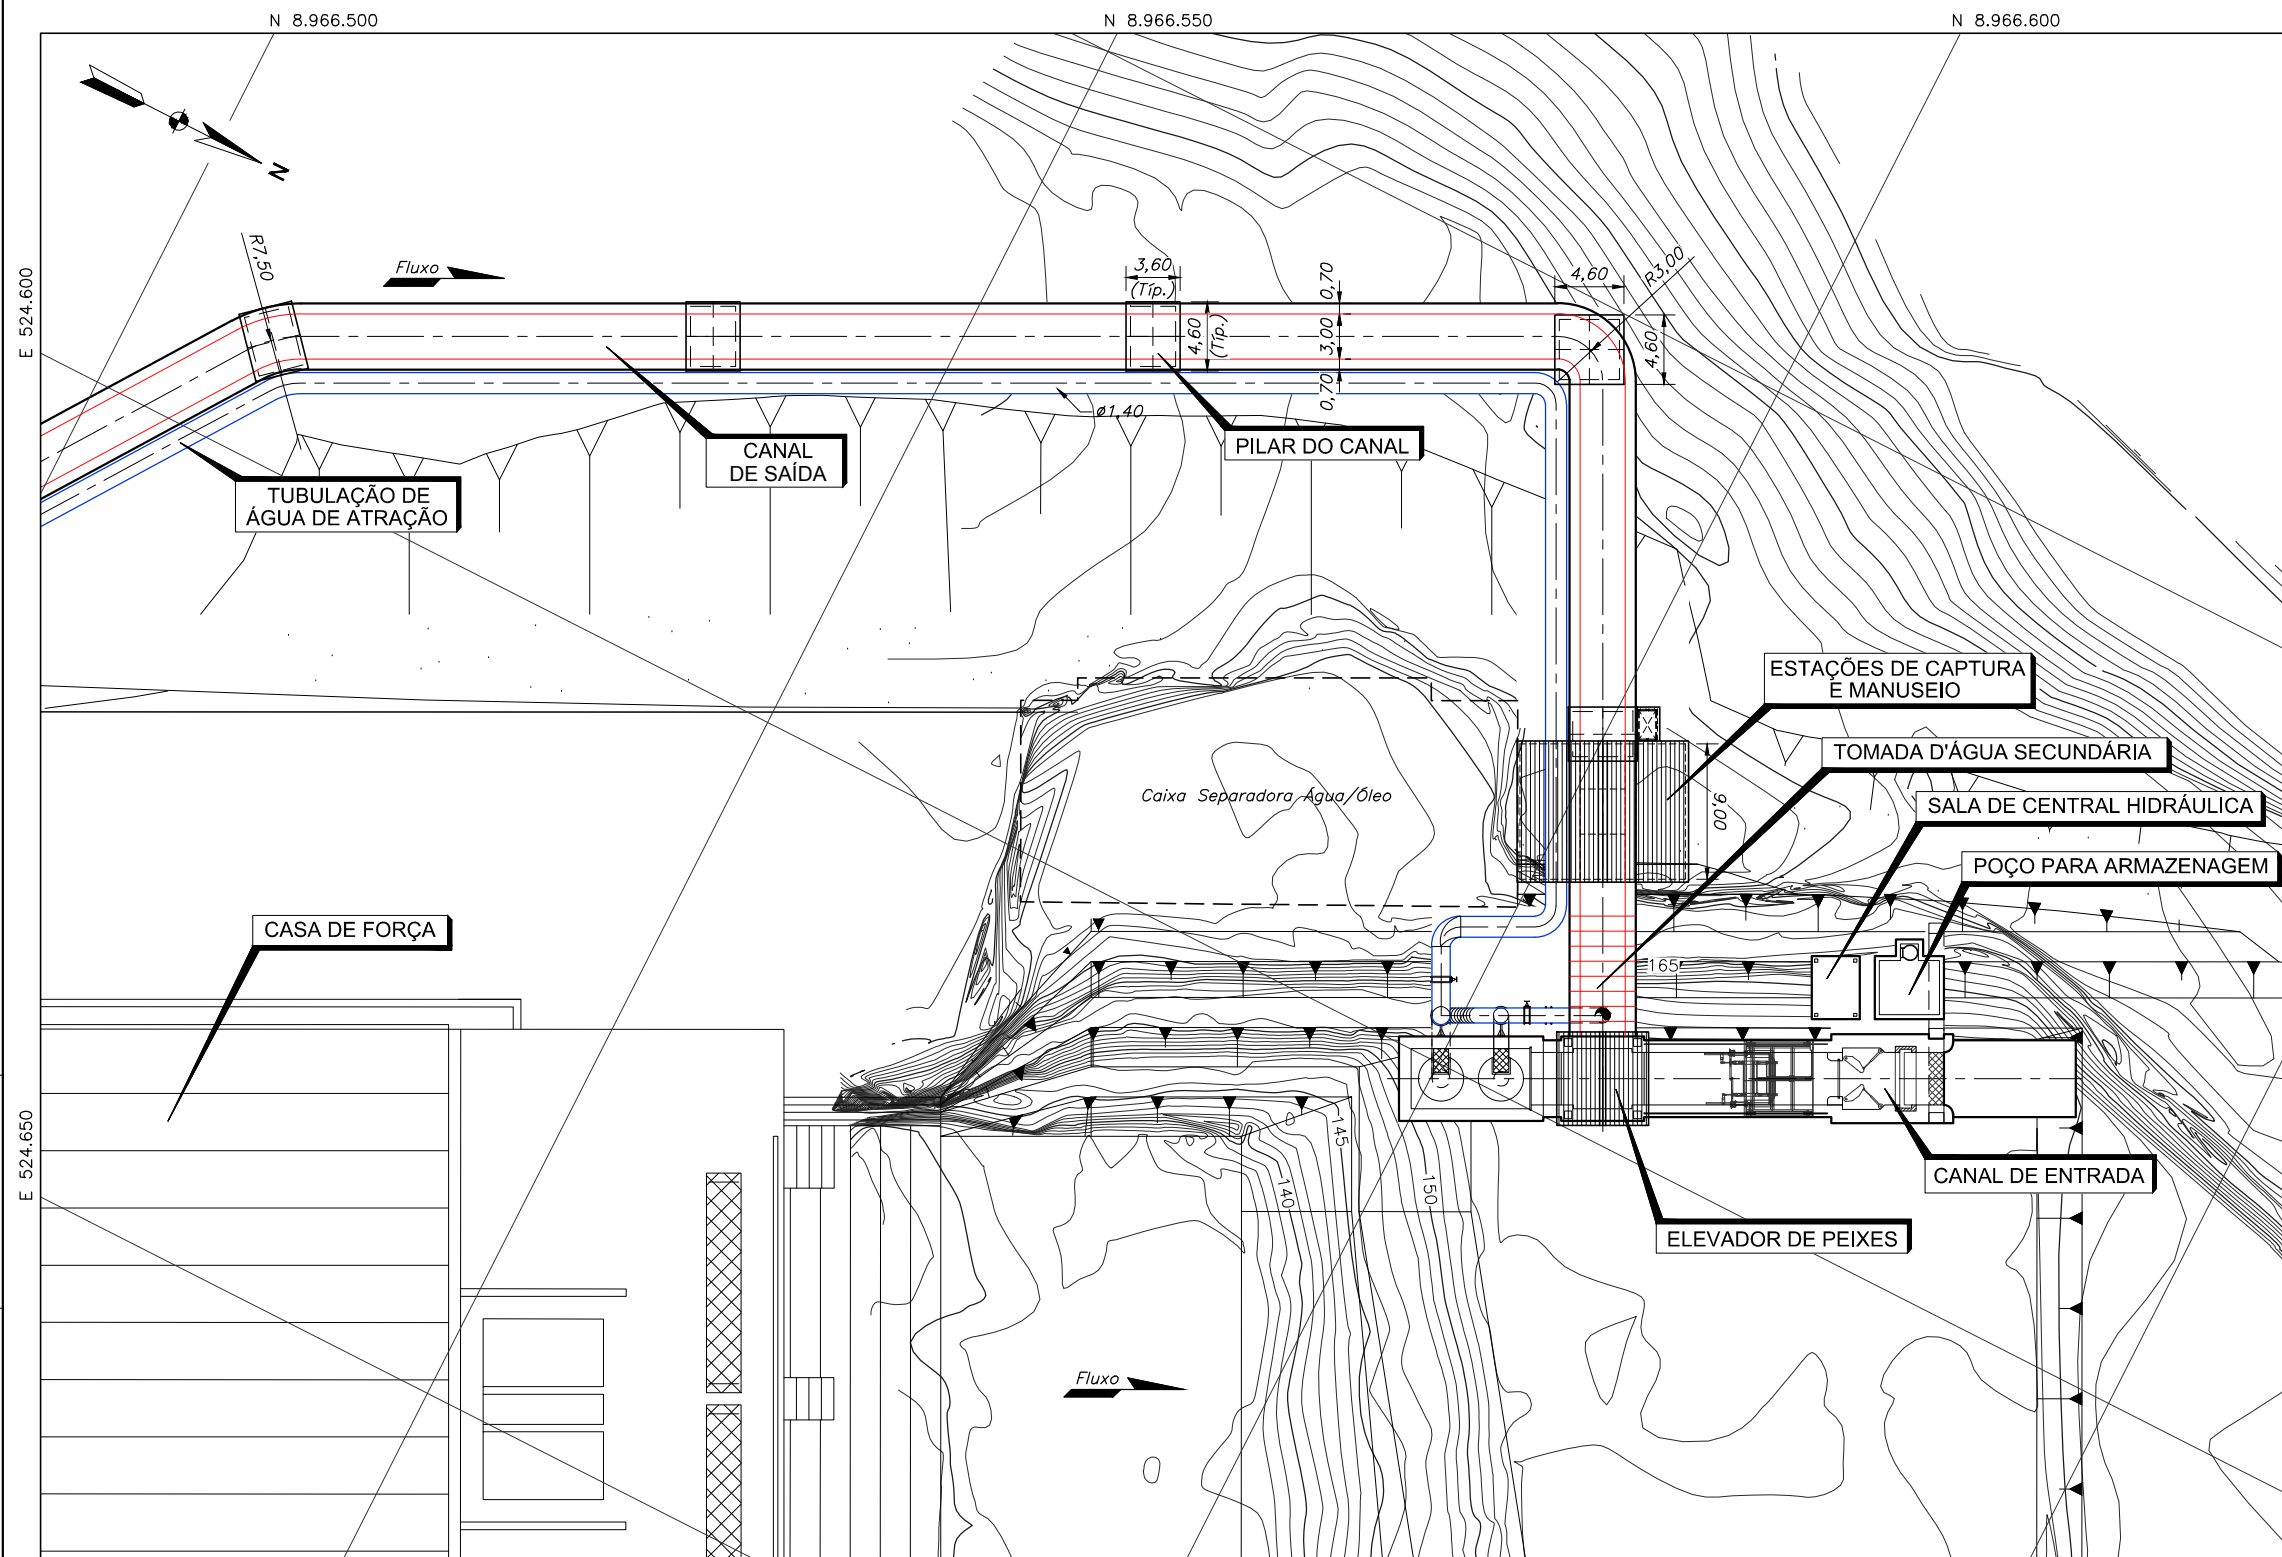 N 8.966.500
N 8.966.550
N 8.966.600
N
E 524.600
E 524.650
R7,50
Fluxo
3,60
(Típ.)
4,60
(Típ.)
0,70
3,00
0,70
4,60
R3,00
4,60
ø1,40
CANAL
DE SAÍDA
PILAR DO CANAL
TUBULAÇÃO DE
ÁGUA DE ATRAÇÃO
ESTAÇÕES DE CAPTURA
E MANUSEIO
TOMADA D'ÁGUA SECUNDÁRIA
Caixa Separadora Água/Óleo
9,00
SALA DE CENTRAL HIDRÁULICA
POÇO PARA ARMAZENAGEM
CASA DE FORÇA
165
145
140
150
CANAL DE ENTRADA
ELEVADOR DE PEIXES
Fluxo